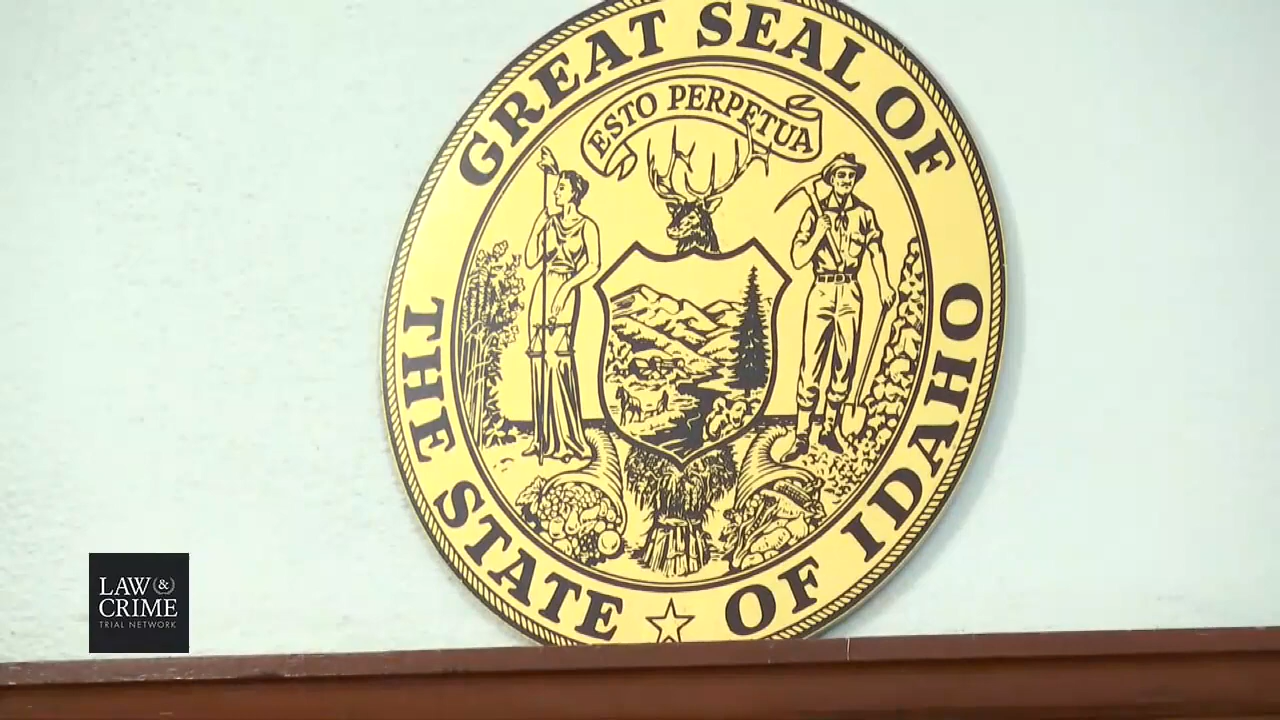 GREAT SEAL OF
THE STATE OF IDAHO
ESTO PERPETUA
LAW &
CRIME
TRIAL NETWORK